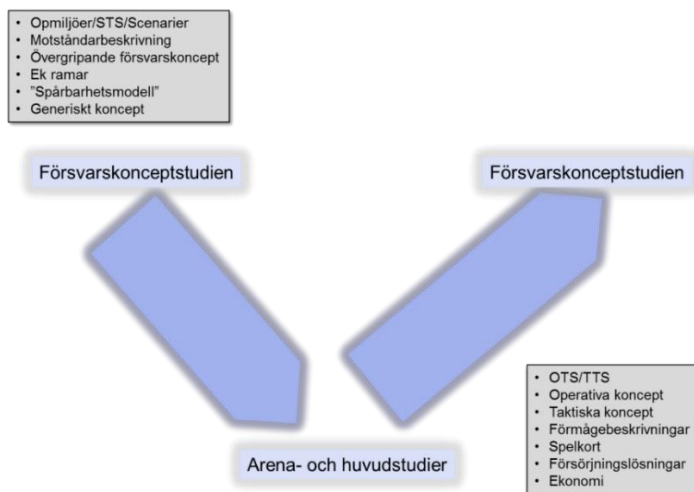 • Opmiljöer/STS/Scenarier
• Motståndarbeskrivning
• Övergripande försvarskoncept
• Ek ramar
• ”Spårbarhetsmodell”
• Generiskt koncept
Försvarskonceptstudien
Försvarskonceptstudien
• OTS/TTS
• Operativa koncept
• Taktiska koncept
• Förmågebeskrivningar
• Spelkort
• Försörjningslösningar
• Ekonomi
Arena- och huvudstudier